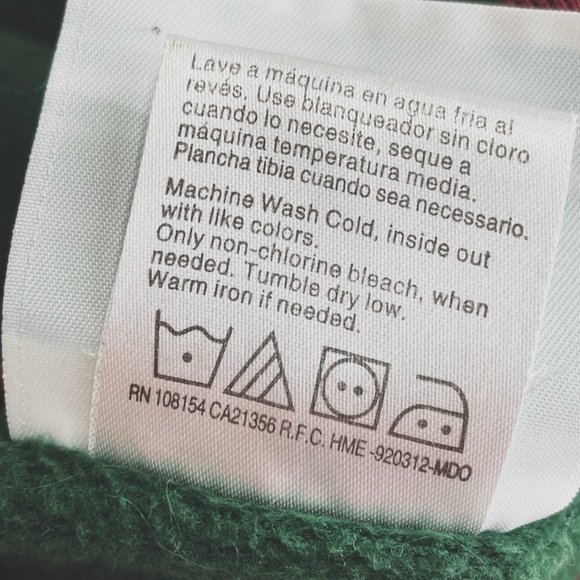 Lave a máquina en agua fria al
revés. Use blanqueador sin cloro
cuando lo necesite, seque a
máquina temperatura media.
Plancha tibia cuando sea necessario.
Machine Wash Cold, inside out
with like colors.
Only non-chlorine bleach, when
needed. Tumble dry low.
Warm iron if needed.
RN 108154 CA21356 R.F.C. HME -920312-MDO